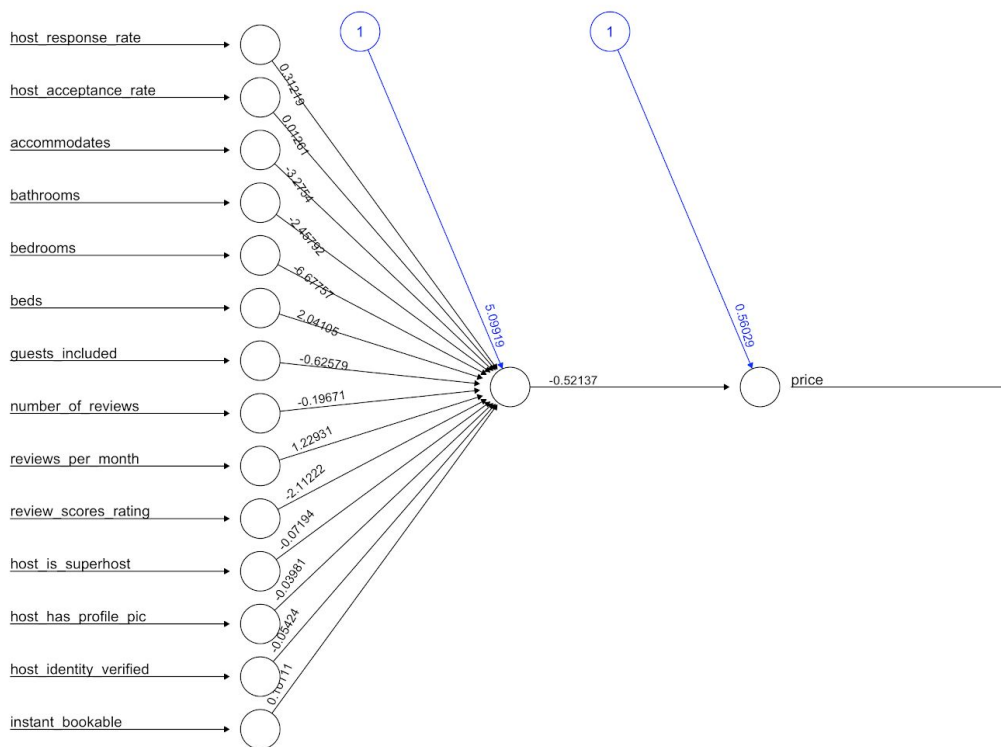 host_response_rate
host_acceptance_rate
accommodates
bathrooms
bedrooms
beds
guests_included
number_of_reviews
reviews_per_month
review_scores_rating
host_is_superhost
host_has_profile_pic
host_identity_verified
instant_bookable
0.31219
0.01261
-3.2754
-2.45792
-6.67757
2.04105
-0.62579
-0.19671
1.22931
-2.11222
-0.07194
-0.03981
-0.05424
1
5.09919
-0.52137
1
0.56029
price